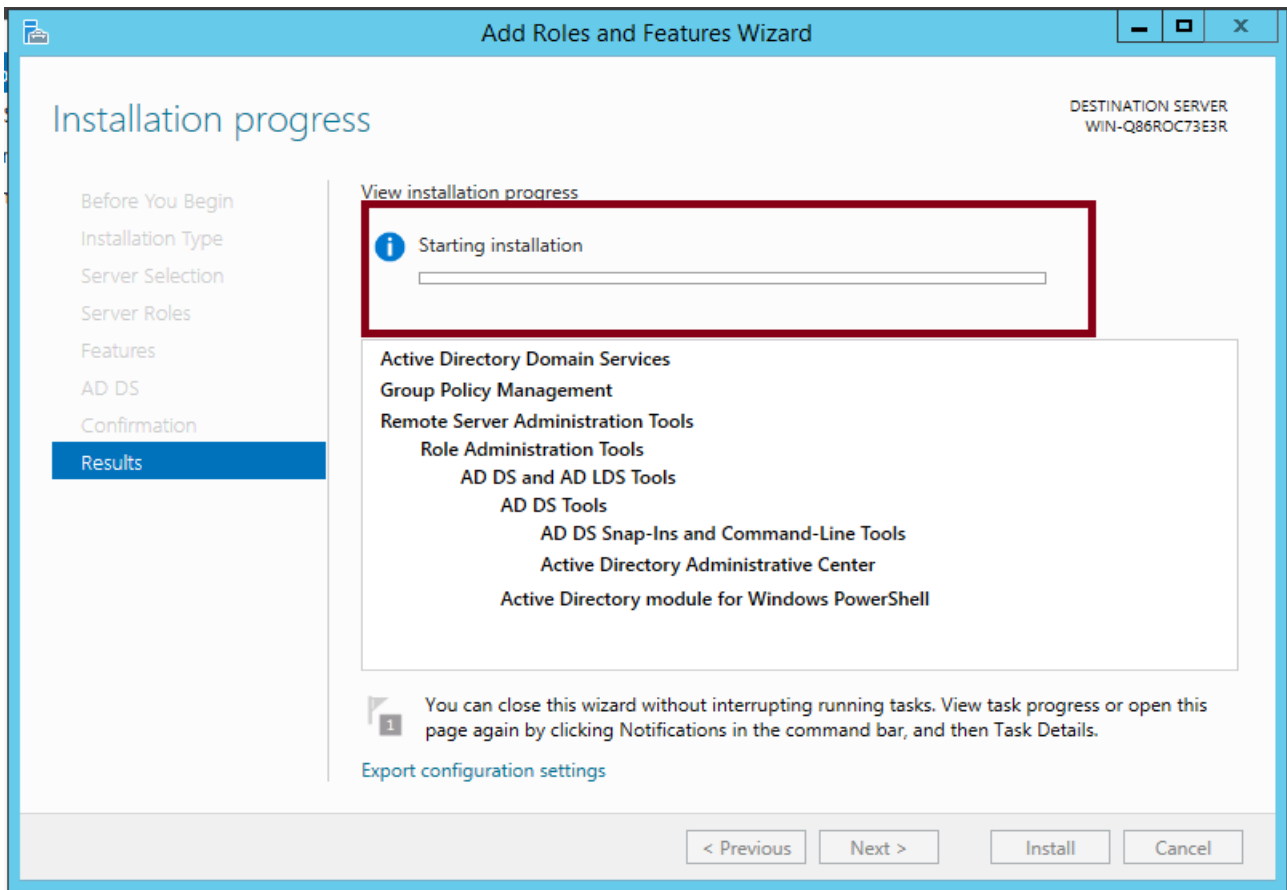 Add Roles and Features Wizard
Installation progress
DESTINATION SERVER
WIN-Q86ROC73E3R
Before You Begin
Installation Type
Server Selection
Server Roles
Features
AD DS
Confirmation
Results
View installation progress
Starting installation
Active Directory Domain Services
Group Policy Management
Remote Server Administration Tools
Role Administration Tools
AD DS and AD LDS Tools
AD DS Tools
AD DS Snap-Ins and Command-Line Tools
Active Directory Administrative Center
Active Directory module for Windows PowerShell
1
You can close this wizard without interrupting running tasks. View task progress or open this
page again by clicking Notifications in the command bar, and then Task Details.
Export configuration settings
< Previous
Next >
Install
Cancel